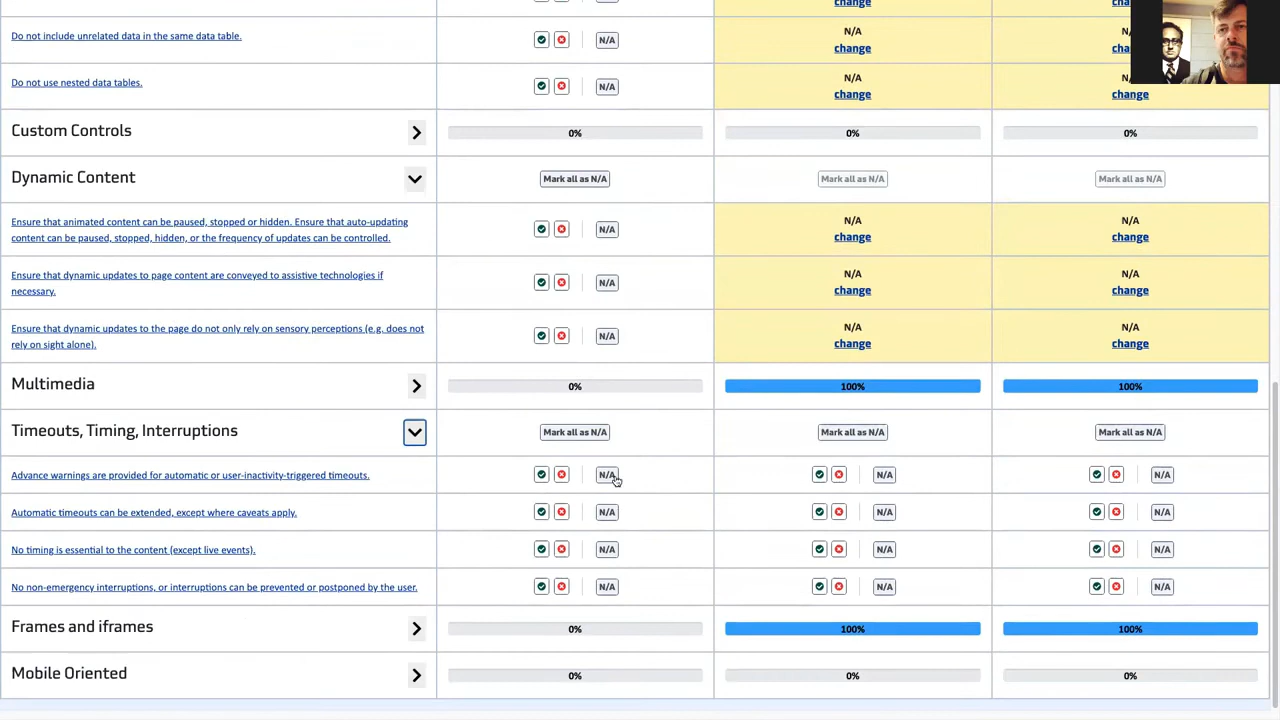 change
Do not include unrelated data in the same data table.
N/A
N/A
change
N/A
Do not use nested data tables.
N/A
N/A
change
N/A
change
Custom Controls
0%
0%
0%
Dynamic Content
Mark all as N/A
Mark all as N/A
Mark all as N/A
Ensure that animated content can be paused, stopped or hidden. Ensure that auto-updating
content can be paused, stopped, hidden, or the frequency of updates can be controlled.
N/A
N/A
change
N/A
change
Ensure that dynamic updates to page content are conveyed to assistive technologies if
necessary.
N/A
N/A
change
N/A
change
Ensure that dynamic updates to the page do not only rely on sensory perceptions (e.g. does not
rely on sight alone).
N/A
N/A
change
N/A
change
Multimedia
0%
100%
100%
Timeouts, Timing, Interruptions
Mark all as N/A
Mark all as N/A
Mark all as N/A
Advance warnings are provided for automatic or user-inactivity-triggered timeouts.
N/A
N/A
N/A
Automatic timeouts can be extended, except where caveats apply.
N/A
N/A
N/A
No timing is essential to the content (except live events).
N/A
N/A
N/A
No non-emergency interruptions, or interruptions can be prevented or postponed by the user.
N/A
N/A
N/A
Frames and iframes
0%
100%
100%
Mobile Oriented
0%
0%
0%